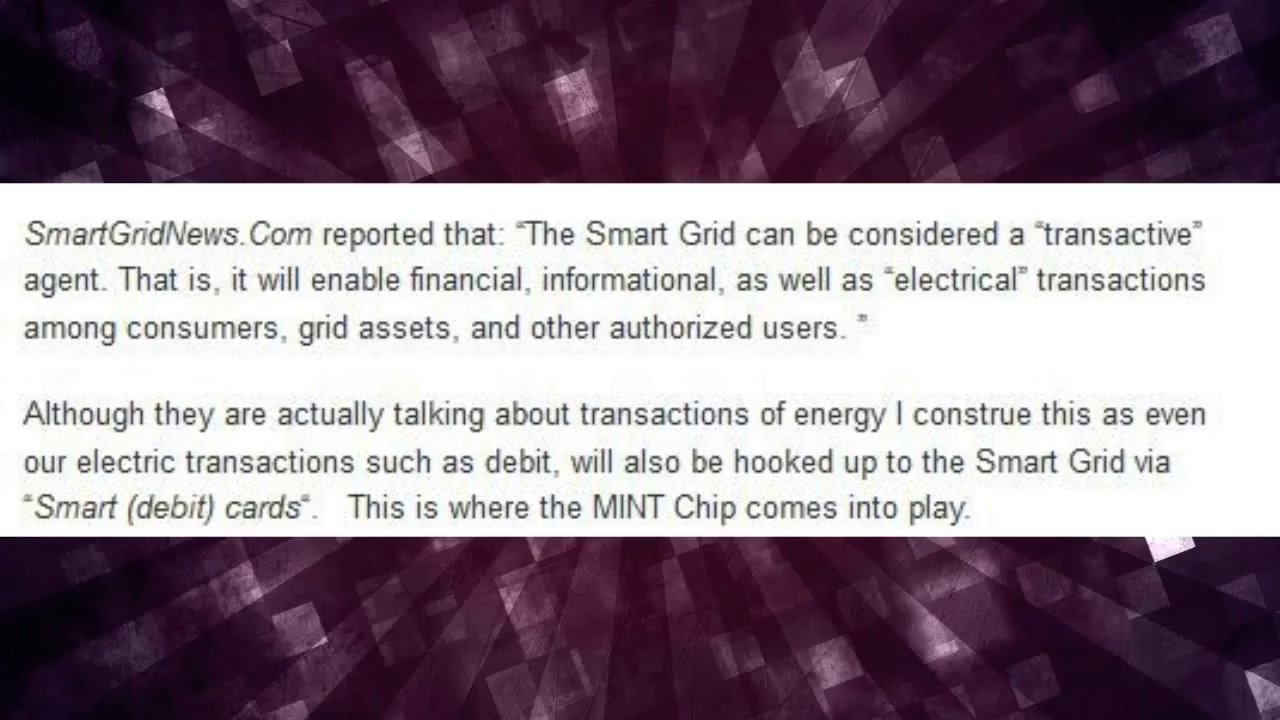 SmartGridNews.Com reported that: “The Smart Grid can be considered a “transactive”
agent. That is, it will enable financial, informational, as well as “electrical” transactions
among consumers, grid assets, and other authorized users. ”
Although they are actually talking about transactions of energy I construe this as even
our electric transactions such as debit, will also be hooked up to the Smart Grid via
“Smart (debit) cards“. This is where the MINT Chip comes into play.